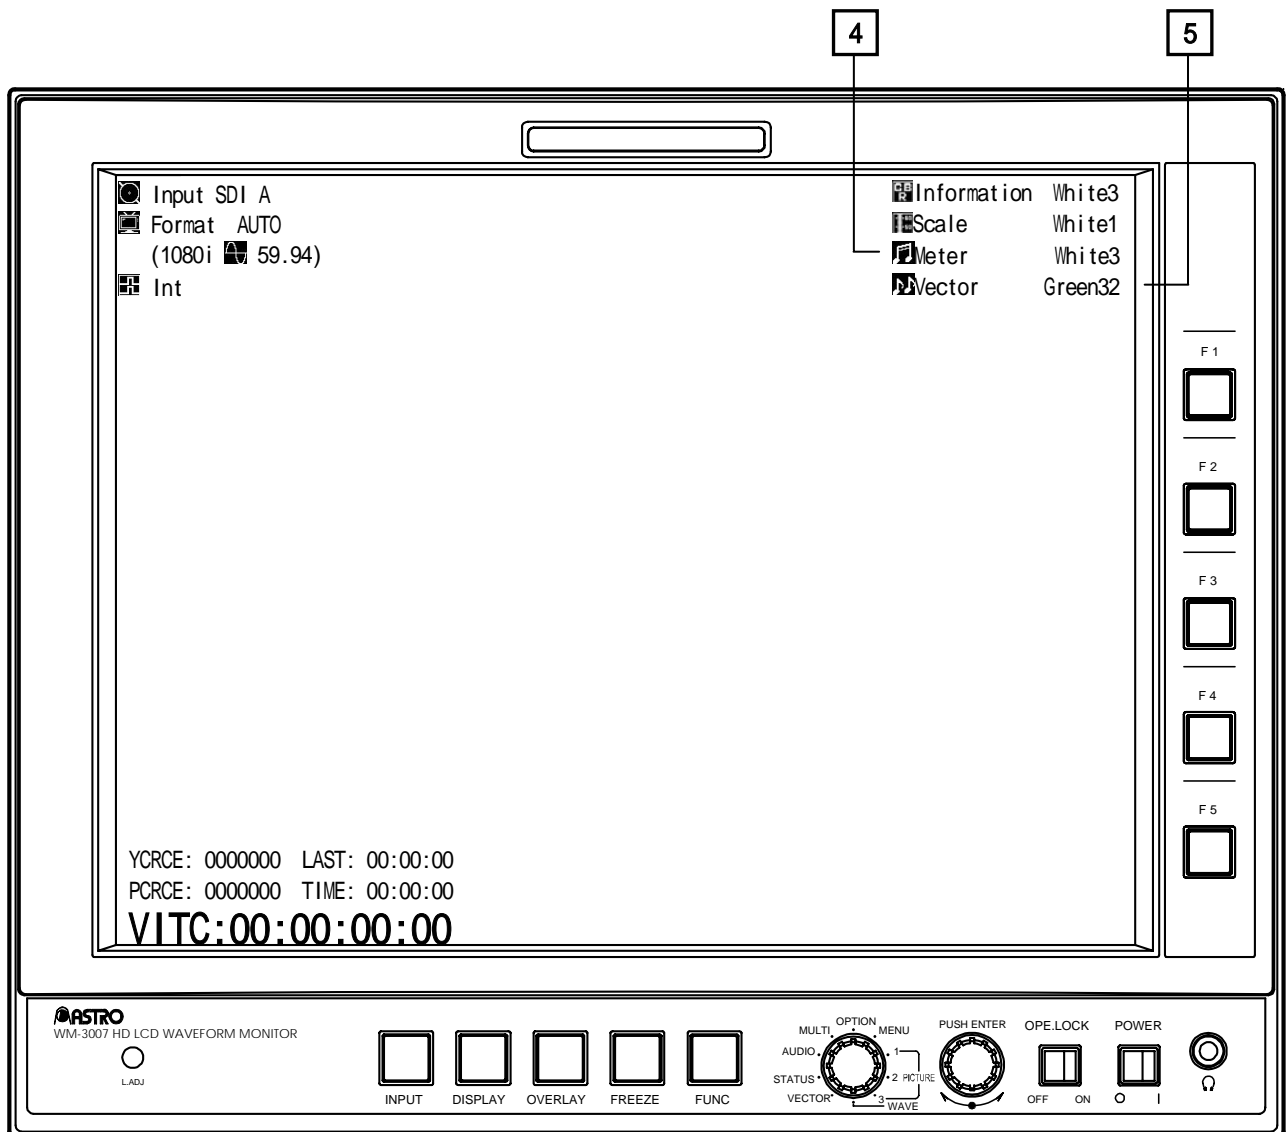 4 5
Input SDI A
Format AUTO
(1080i 59.94)
Int
Information White3
Scale White1
Meter White3
Vector Green32
F1
F2
F3
F4
F5
YCRCE: 0000000 LAST: 00:00:00
PCRCE: 0000000 TIME: 00:00:00
VITC:00:00:00:00
ASTRO
WM-3007 HD LCD WAVEFORM MONITOR
L.ADJ
INPUT DISPLAY OVERLAY FREEZE FUNC
OPTION
MULTI MENU
AUDIO 1
STATUS 2 PICTURE
VECTOR 3
WAVE
PUSH ENTER
OPE.LOCK
OFF ON
POWER
O I